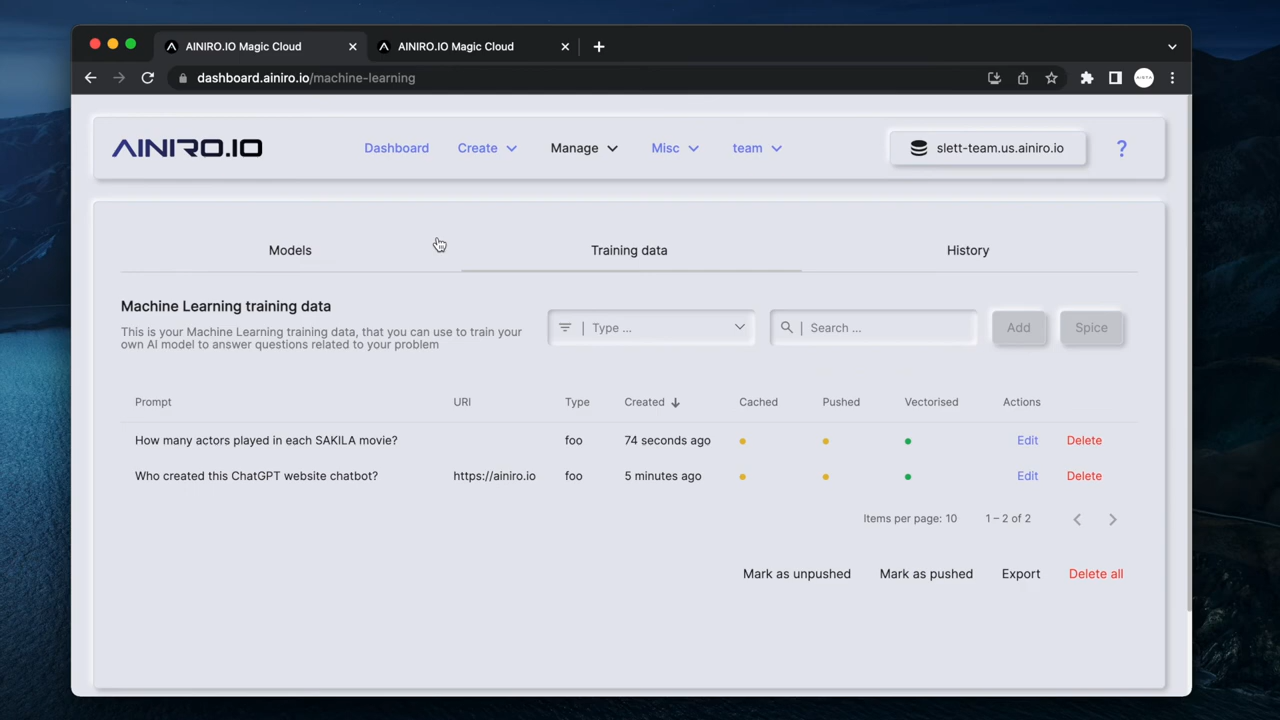 AINIRO.IO Magic Cloud
AINIRO.IO Magic Cloud
dashboard.ainiro.io/machine-learning
AINIRO.IO
Dashboard
Create
Manage
Misc
team
slett-team.us.ainiro.io
?
Models
Training data
History
Machine Learning training data
This is your Machine Learning training data, that you can use to train your
own AI model to answer questions related to your problem
Type ...
Search ...
Add
Spice
Prompt URI Type Created Cached Pushed Vectorised Actions
How many actors played in each SAKILA movie? foo 74 seconds ago Edit Delete
Who created this ChatGPT website chatbot? https://ainiro.io foo 5 minutes ago Edit Delete
Items per page: 10 1 – 2 of 2
Mark as unpushed Mark as pushed Export Delete all